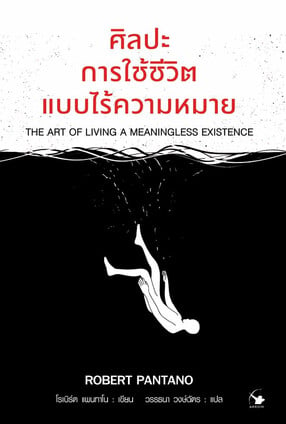 ศิลปะ
การใช้ชีวิต
แบบไร้ความหมาย
THE ART OF LIVING A MEANINGLESS EXISTENCE
ROBERT PANTANO
โรเบิร์ต แพนทาโน : เขียน วรรธนา วงษ์ฉัตร : แปล